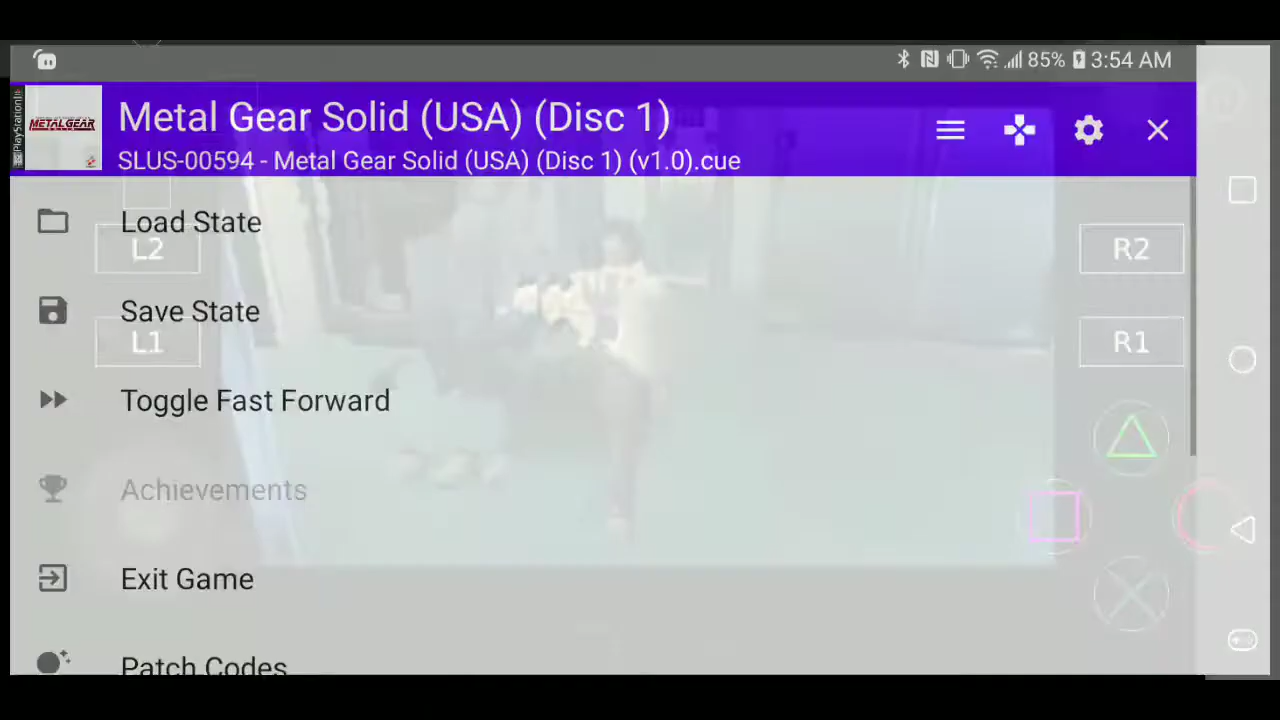 85% 3:54 AM
PlayStation
METAL GEAR
Metal Gear Solid (USA) (Disc 1)
SLUS-00594 - Metal Gear Solid (USA) (Disc 1) (v1.0).cue
Load State
L2
R2
Save State
L1
R1
Toggle Fast Forward
Achievements
Exit Game
Patch Codes